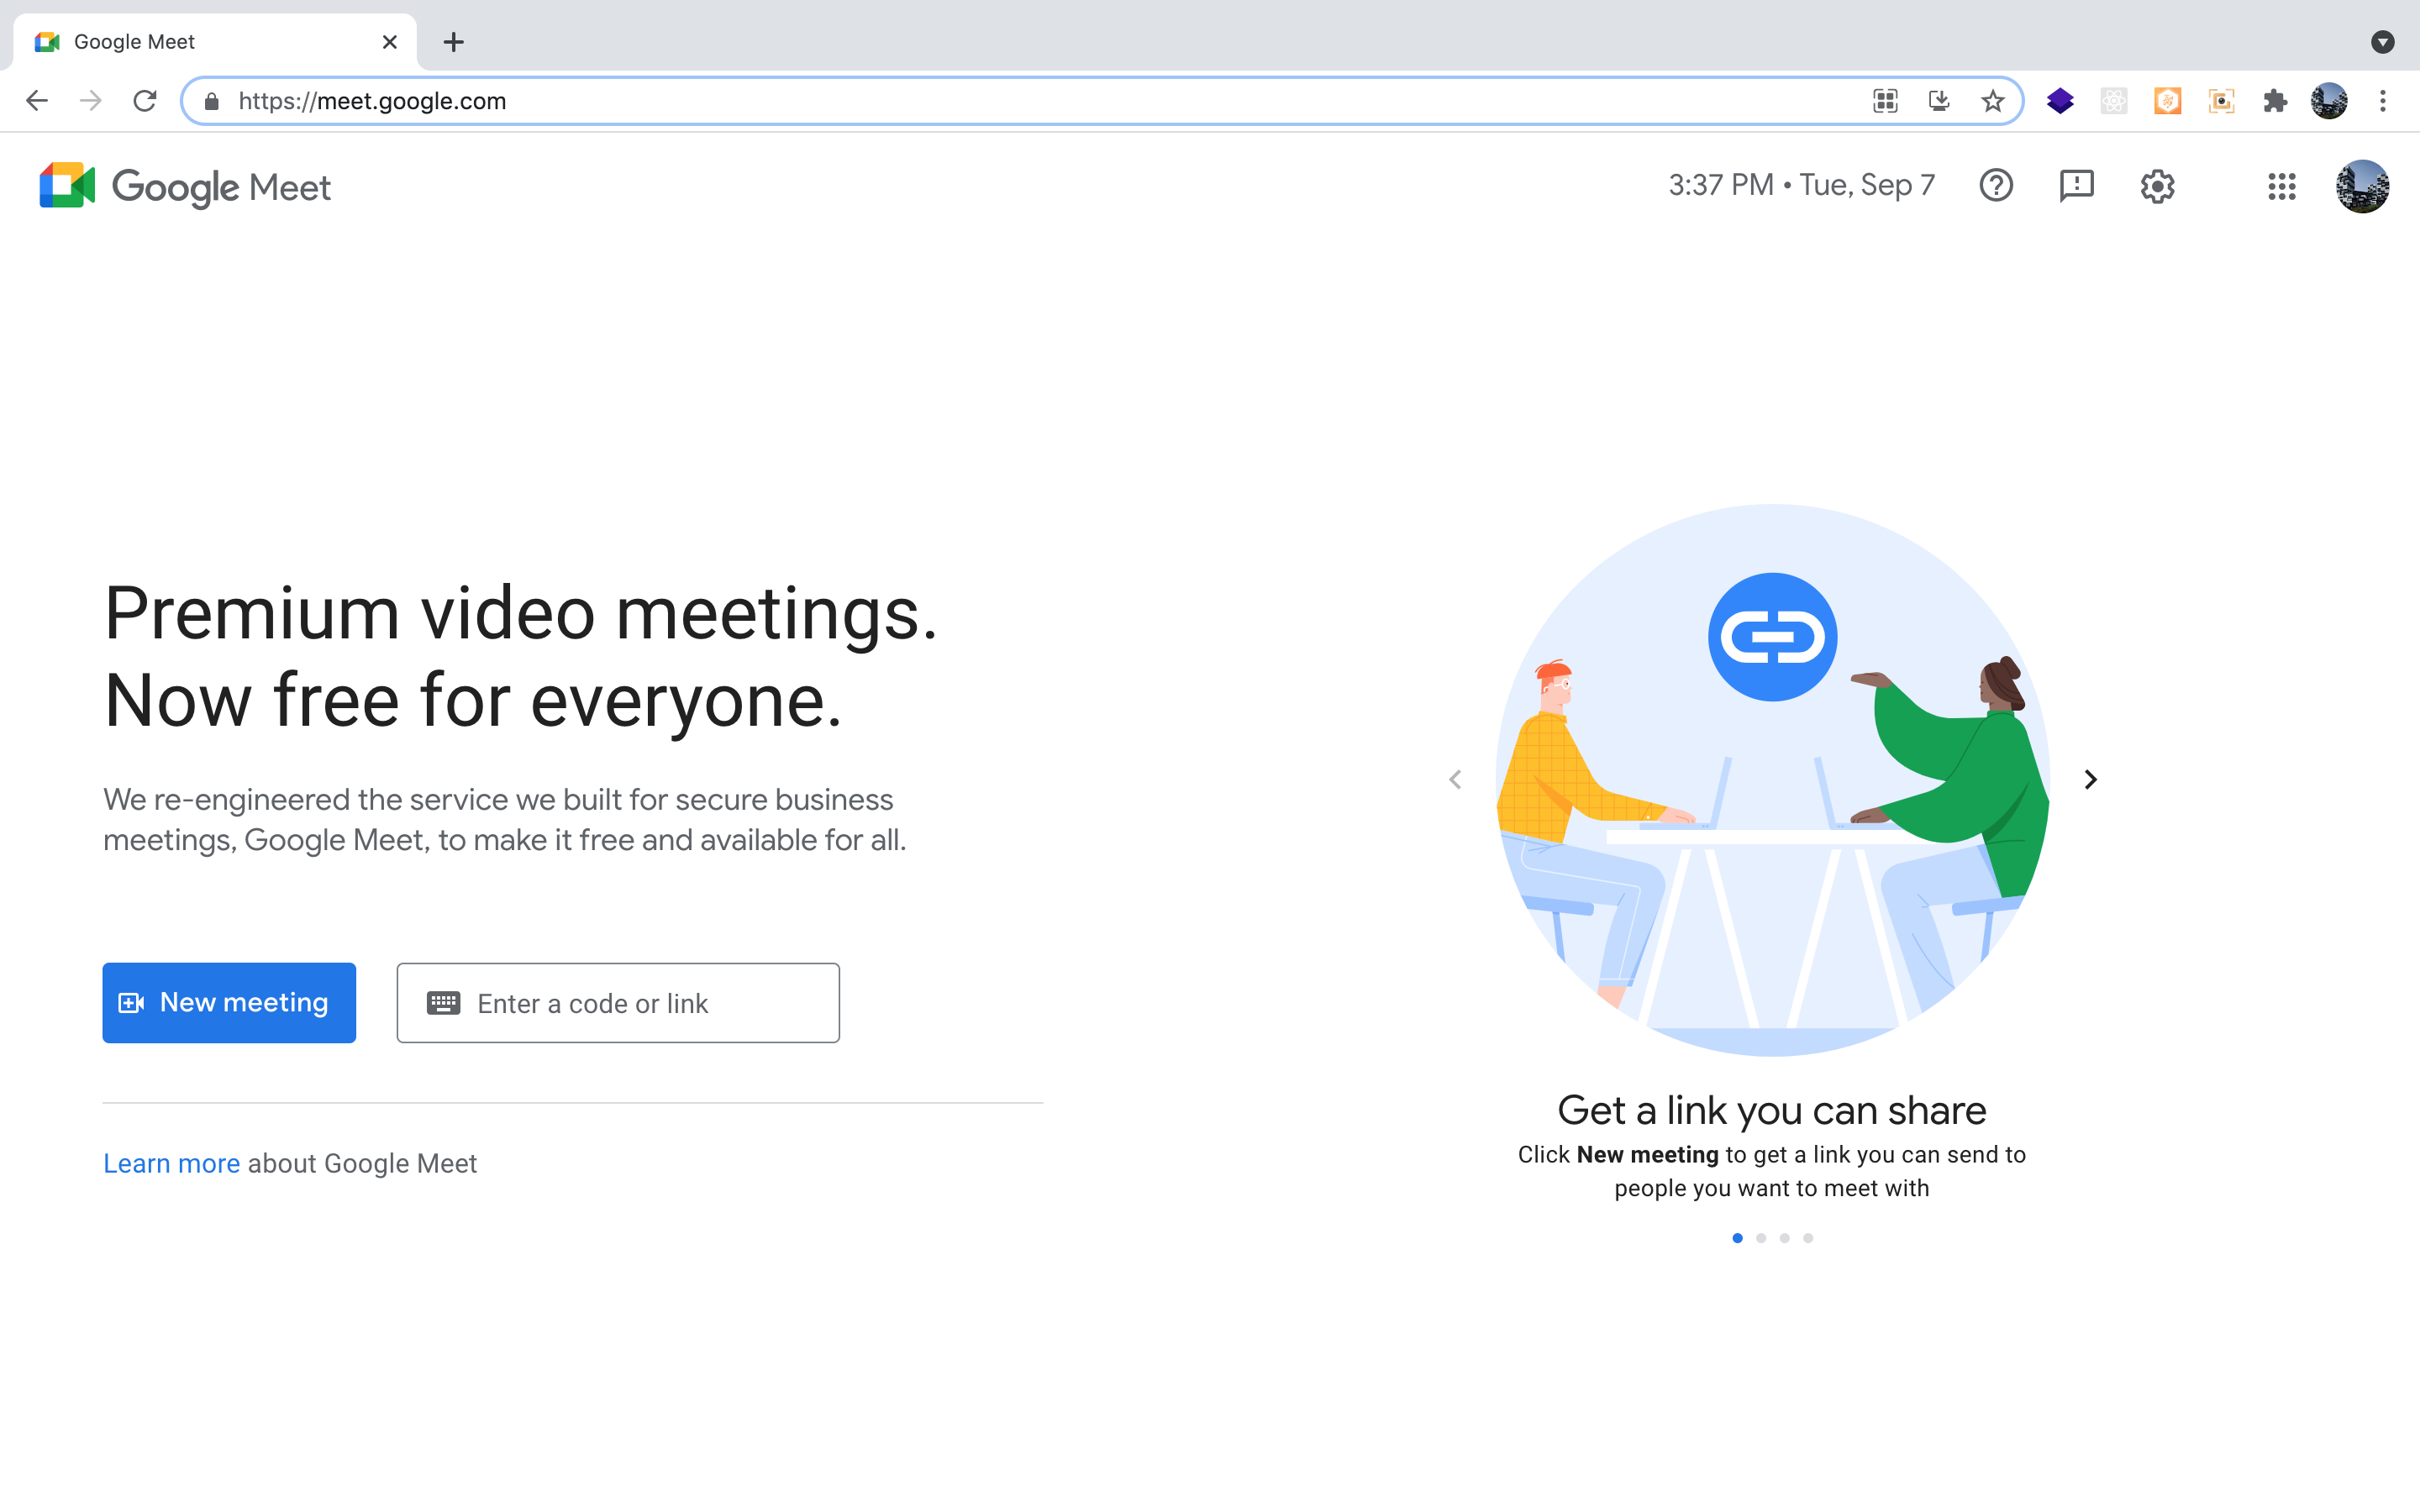 Google Meet
https://meet.google.com
Google Meet
3:37 PM • Tue, Sep 7
Premium video meetings.
Now free for everyone.
We re-engineered the service we built for secure business
meetings, Google Meet, to make it free and available for all.
New meeting
Enter a code or link
Learn more about Google Meet
Get a link you can share
Click New meeting to get a link you can send to
people you want to meet with